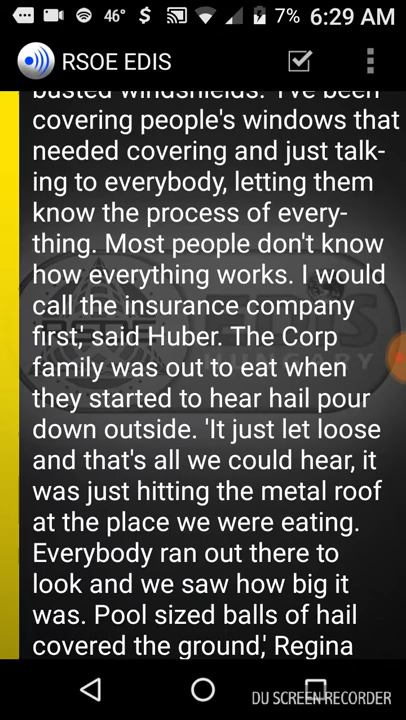 46° $ 7% 6:29 AM
RSOE EDIS
busted windshields. 'I've been
covering people's windows that
needed covering and just talk-
ing to everybody, letting them
know the process of every-
thing. Most people don't know
how everything works. I would
call the insurance company
first,' said Huber. The Corp
family was out to eat when
they started to hear hail pour
down outside. 'It just let loose
and that's all we could hear, it
was just hitting the metal roof
at the place we were eating.
Everybody ran out there to
look and we saw how big it
was. Pool sized balls of hail
covered the ground,' Regina
DU SCREEN RECORDER